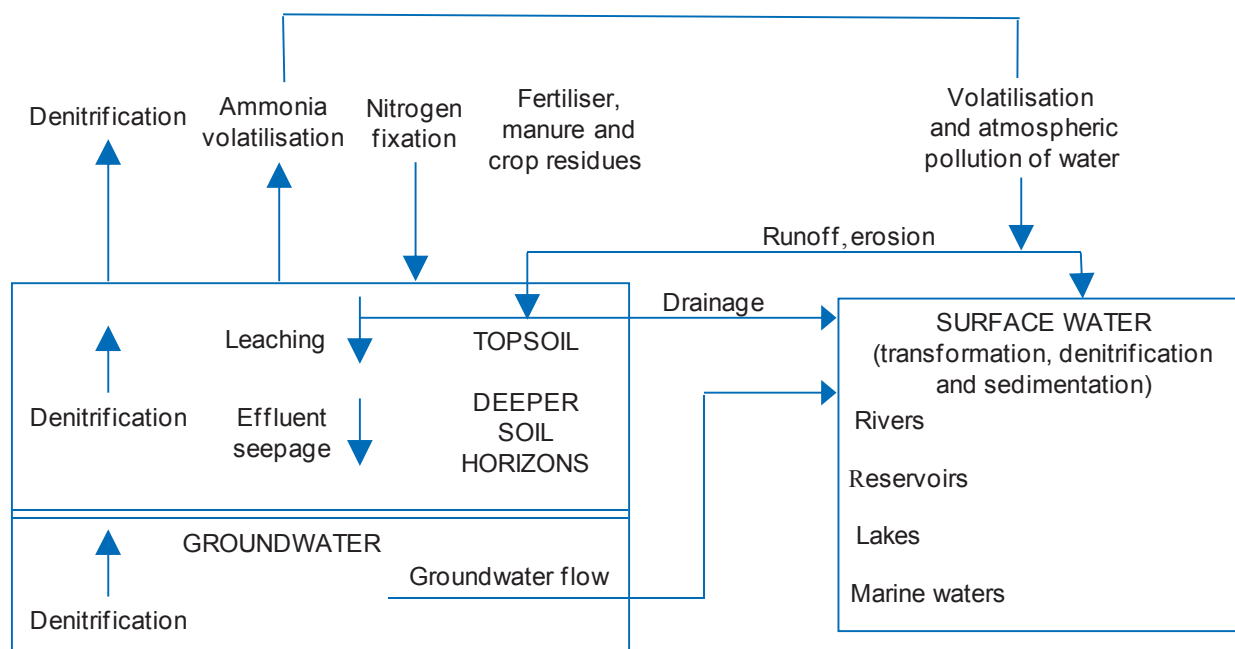 Denitrification
Ammonia
volatilisation
Nitrogen
fixation
Fertiliser,
manure and
crop residues
Volatilisation
and atmospheric
pollution of water
Runoff, erosion
Drainage
Leaching
TOPSOIL
Denitrification
Effluent
seepage
DEEPER
SOIL
HORIZONS
SURFACE WATER
(transformation, denitrification
and sedimentation)
Rivers
Reservoirs
Lakes
Marine waters
GROUNDWATER
Groundwater flow
Denitrification